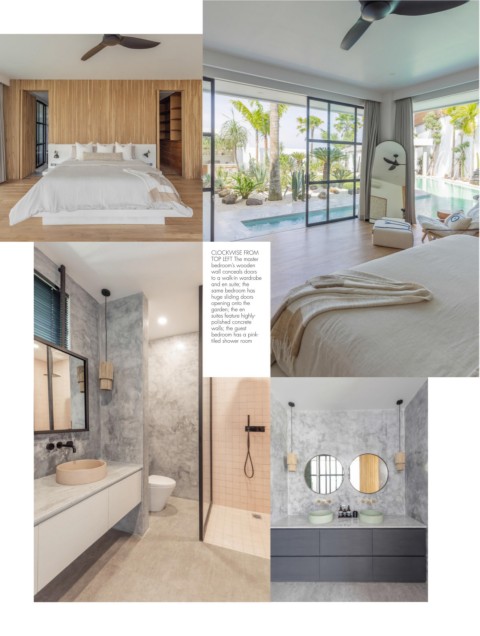 CLOCKWISE FROM
TOP LEFT The master
bedroom's wooden
wall conceals doors
to a walk-in wardrobe
and en suite; the
same bedroom has
huge sliding doors
opening onto the
garden; the en
suites feature highly
polished concrete
walls; the guest
bedroom has a pink-
tiled shower room